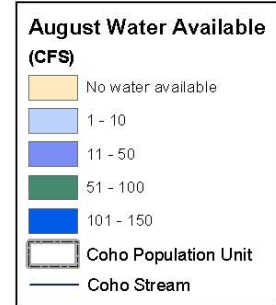 August Water Available
(CFS)
No water available
1 - 10
11 - 50
51 - 100
101 - 150
Coho Population Unit
Coho Stream